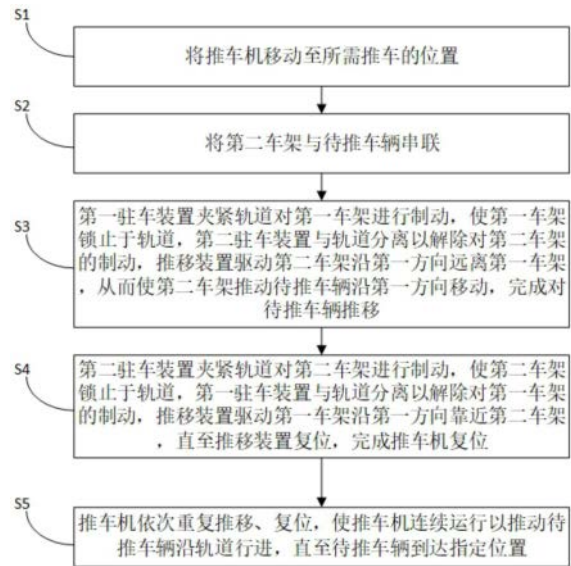 S1
将推车机移动至所需推车的位置
S2
将第二车架与待推车辆串联
S3
第一驻车装置夹紧轨道对第一车架进行制动，使第一车架
锁止于轨道，第二驻车装置与轨道分离以解除对第二车架
的制动，推移装置驱动第二车架沿第一方向远离第一车架
，从而使第二车架推动待推车辆沿第一方向移动，完成对
待推车辆推移
S4
第二驻车装置夹紧轨道对第二车架进行制动，使第二车架
锁止于轨道，第一驻车装置与轨道分离以解除对第一车架
的制动，推移装置驱动第一车架沿第一方向靠近第二车架
，直至推移装置复位，完成推车机复位
S5
推车机依次重复推移、复位，使推车机连续运行以推动待
推车辆沿轨道行进，直至待推车辆到达指定位置